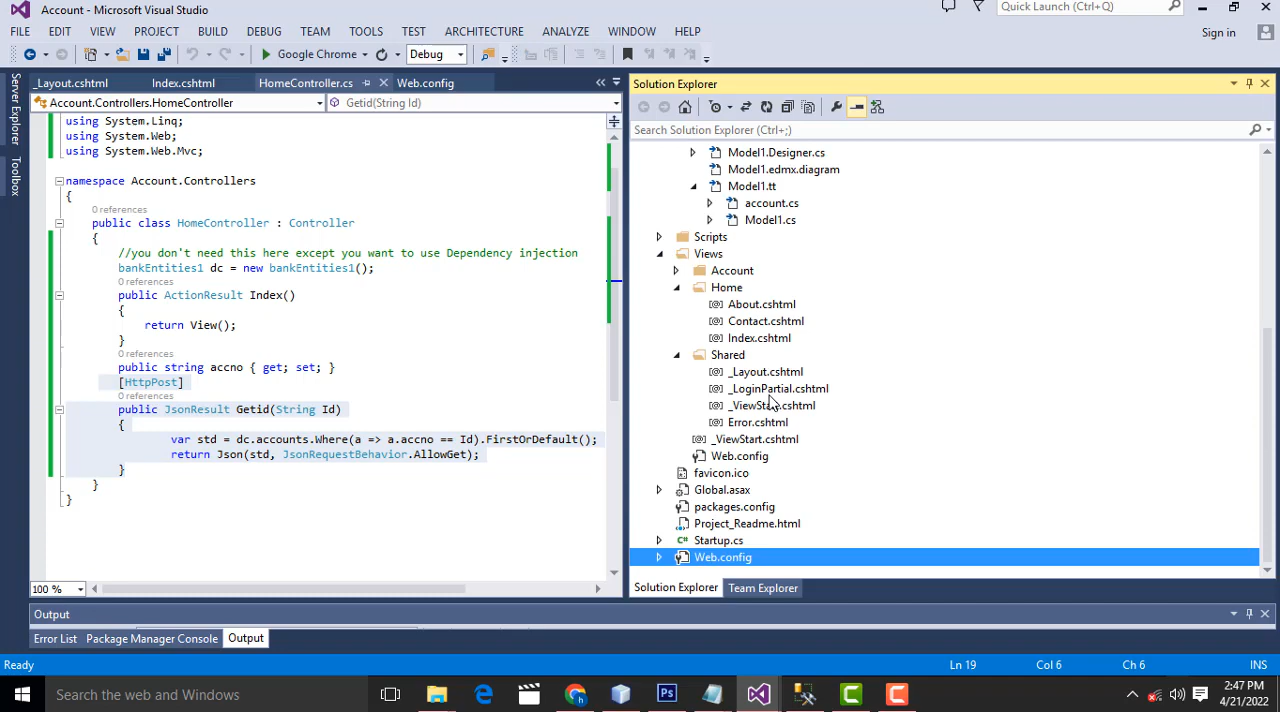 Account - Microsoft Visual Studio
Quick Launch (Ctrl+;)
FILE EDIT VIEW PROJECT BUILD DEBUG TEAM TOOLS TEST ARCHITECTURE ANALYZE WINDOW HELP
Sign in
Google Chrome Debug
Server Explorer
Toolbox
_Layout.cshtml Index.cshtml HomeController.cs Web.config
Account.Controllers.HomeController Getid(String Id)
using System.Linq;
using System.Web;
using System.Web.Mvc;
namespace Account.Controllers
{
0 references
public class HomeController : Controller
{
//you don't need this here except you want to use Dependency injection
bankEntities1 dc = new bankEntities1();
0 references
public ActionResult Index()
{
return View();
}
0 references
public string accno { get; set; }
[HttpPost]
0 references
public JsonResult Getid(String Id)
{
var std = dc.accounts.Where(a => a.accno == Id).FirstOrDefault();
return Json(std, JsonRequestBehavior.AllowGet);
}
}
}
100 %
Solution Explorer
Search Solution Explorer (Ctrl+;)
Model1.Designer.cs
Model1.edmx.diagram
Model1.tt
account.cs
Model1.cs
Scripts
Views
Account
Home
About.cshtml
Contact.cshtml
Index.cshtml
Shared
_Layout.cshtml
_LoginPartial.cshtml
_ViewStart.cshtml
Error.cshtml
_ViewStart.cshtml
Web.config
favicon.ico
Global.asax
packages.config
Project_Readme.html
Startup.cs
Web.config
Solution Explorer Team Explorer
Output
Error List Package Manager Console Output
Ready Ln 19 Col 6 Ch 6 INS
Search the web and Windows
2:47 PM
4/21/2022